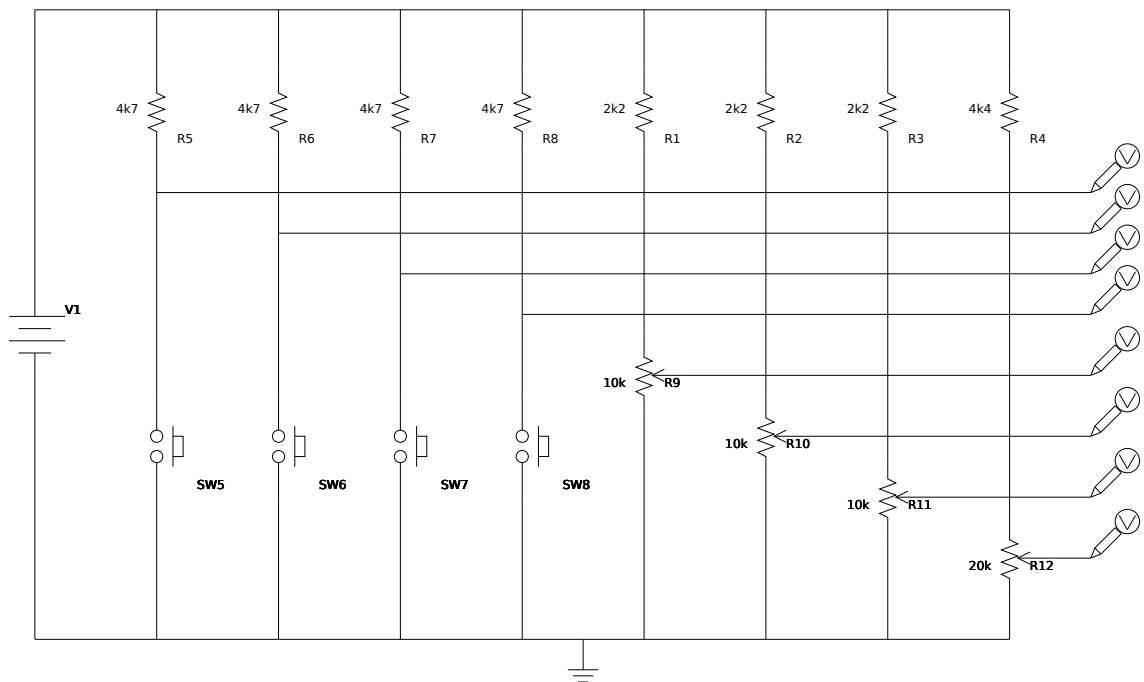 4k7 4k7 4k7 4k7 2k2 2k2 2k2 4k4
R5 R6 R7 R8 R1 R2 R3 R4
V1
10k R9
10k R10
SW5 SW6 SW7 SW8
10k R11
20k R12